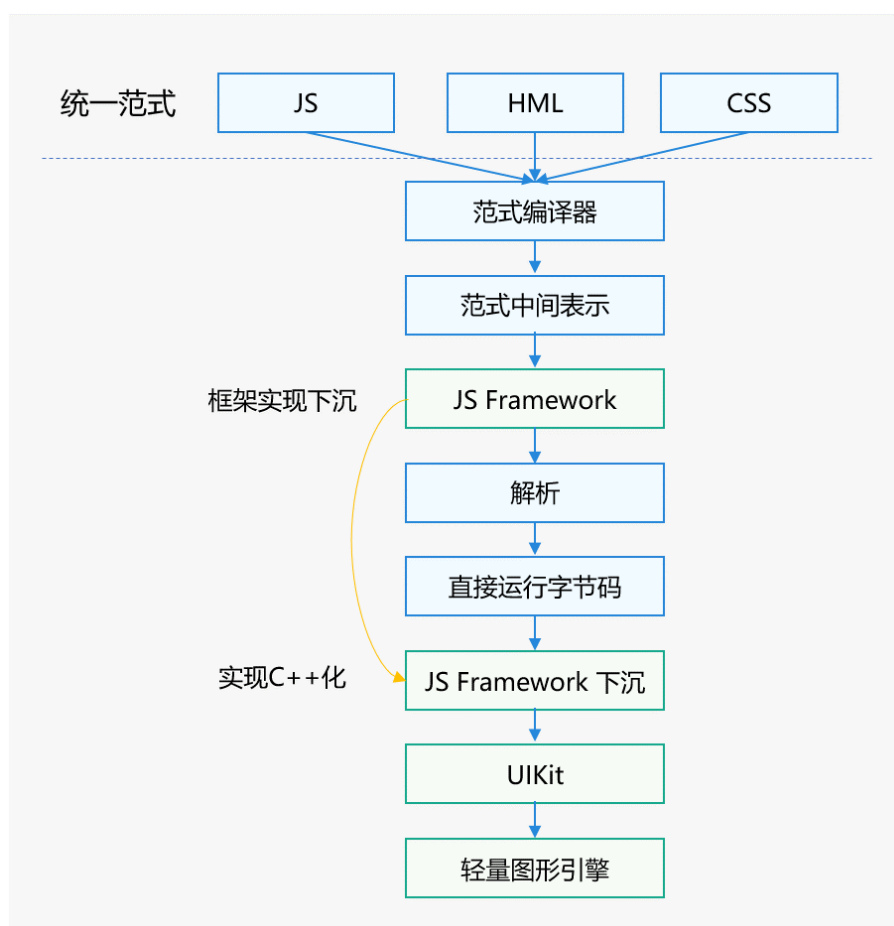 统一范式
JS
HML
CSS
范式编译器
范式中间表示
框架实现下沉
JS Framework
解析
直接运行字节码
实现C++化
JS Framework 下沉
UIKit
轻量图形引擎